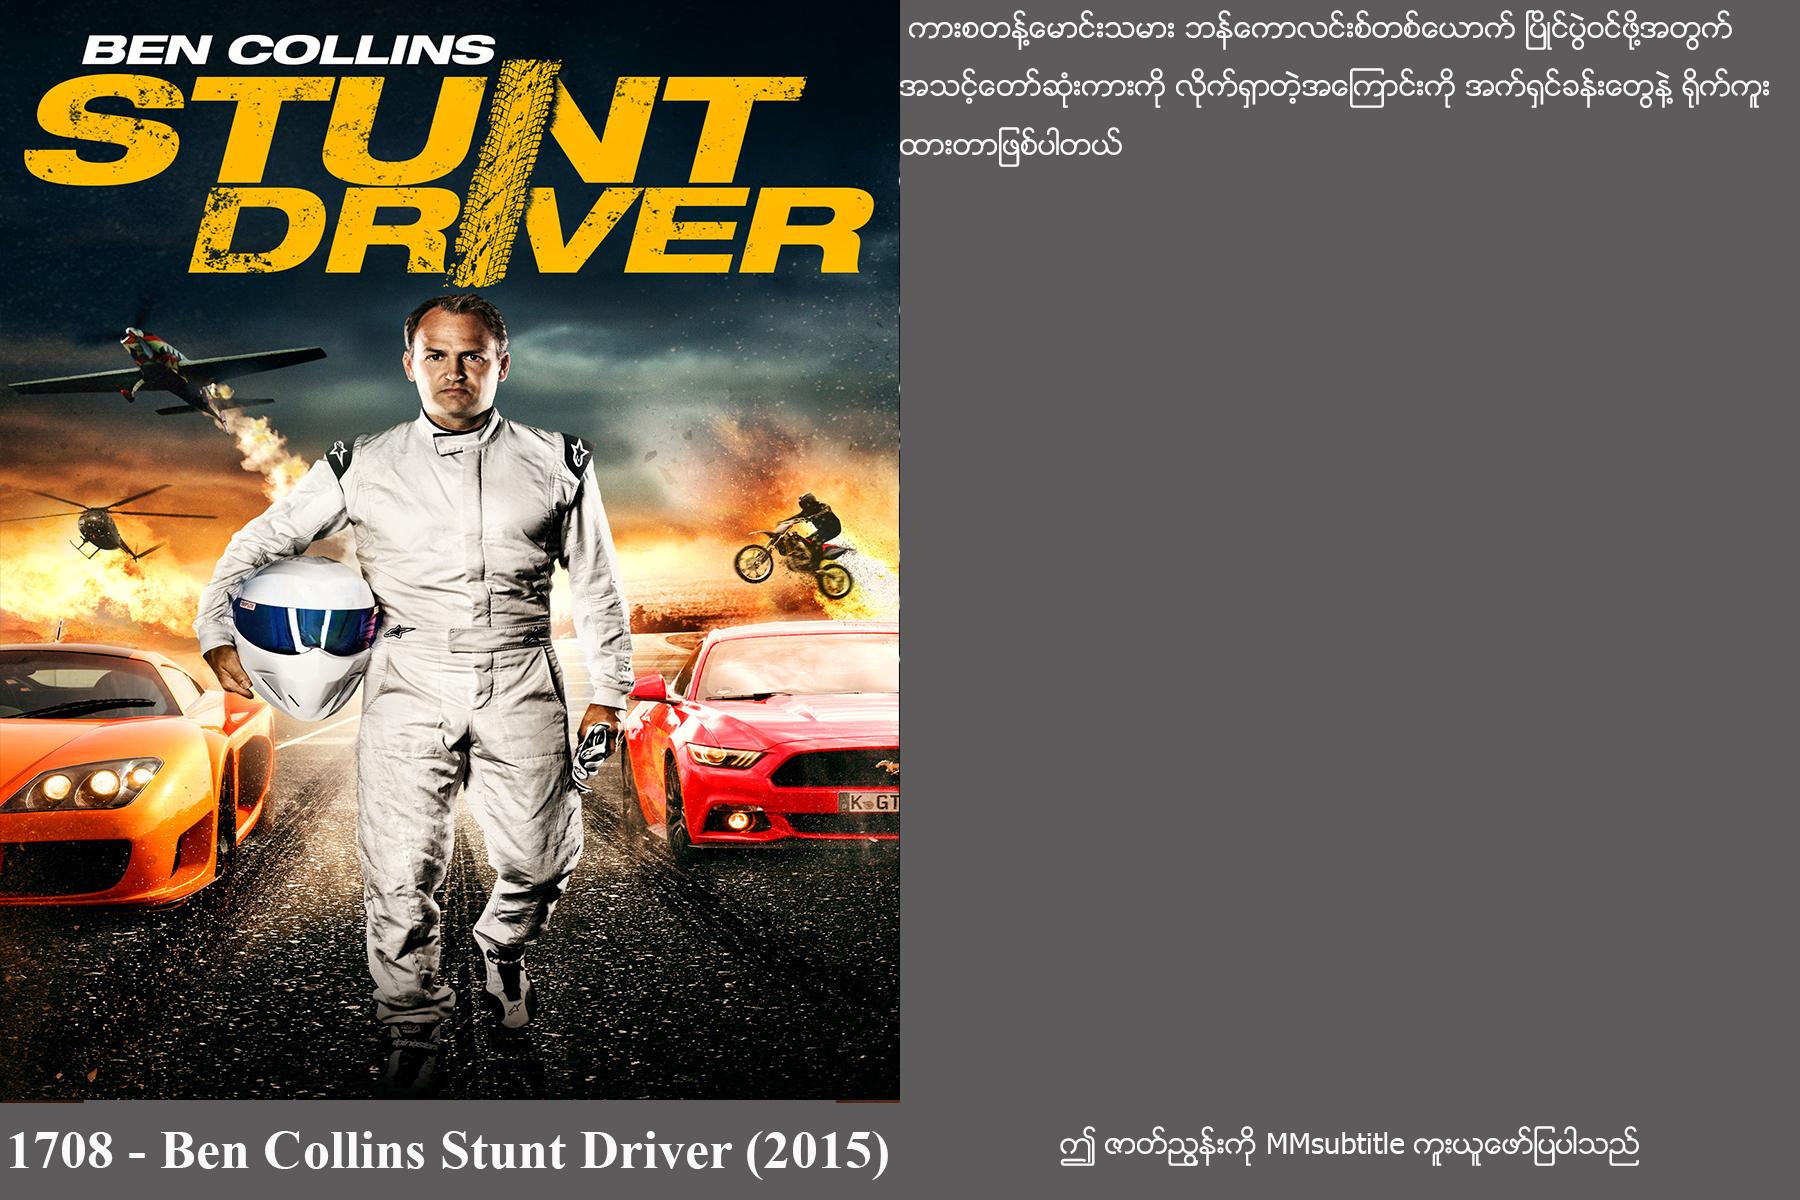 BEN COLLINS
STUNT
DRIVER
K GT
ကားစတန့်မောင်းသမား ဘန်ကောလင်းစ်တစ်ယောက် ပြိုင်ပွဲဝင်ဖို့အတွက်
အသင့်တော်ဆုံးကားကို လိုက်ရှာတဲ့အကြောင်းကို အက်ရှင်ခန်းတွေနဲ့ ရိုက်ကူး
ထားတာဖြစ်ပါတယ်
1708 - Ben Collins Stunt Driver (2015)
ဤ ဇာတ်ညွှန်းကို MMsubtitle ကူးယူဖော်ပြပါသည်